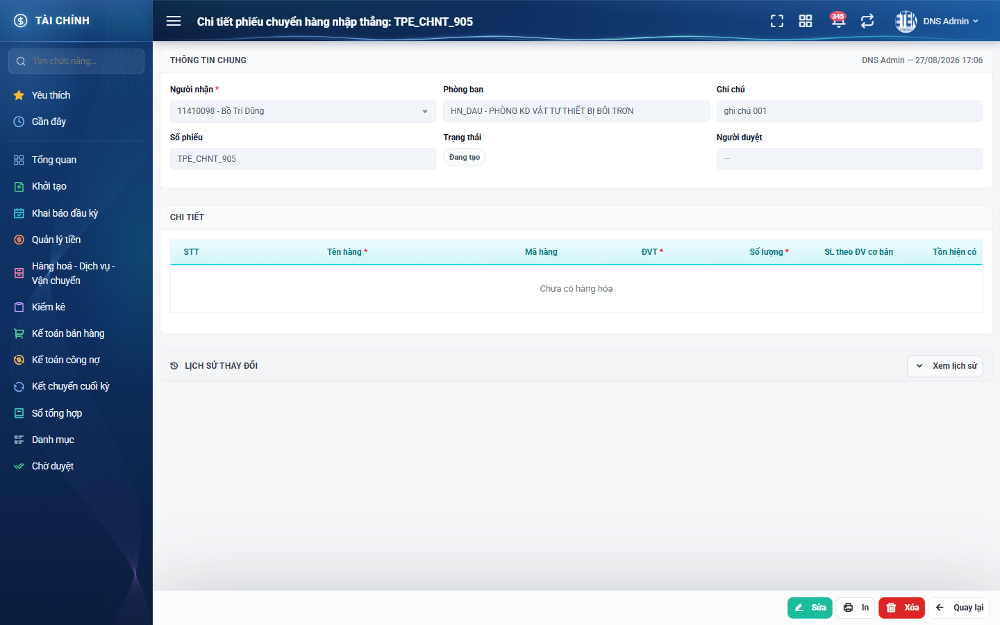 TÀI CHÍNH
Tìm chức năng...
Yêu thích
Gần đây
Tổng quan
Khởi tạo
Khai báo đầu kỳ
Quản lý tiền
Hàng hoá - Dịch vụ -
Vận chuyển
Kiểm kê
Kế toán bán hàng
Kế toán công nợ
Kết chuyển cuối kỳ
Sổ tổng hợp
Danh mục
Chờ duyệt
Chi tiết phiếu chuyển hàng nhập thẳng: TPE_CHNT_905
345
DNS Admin
THÔNG TIN CHUNG
DNS Admin — 27/08/2026 17:06
Người nhận *
Phòng ban
Ghi chú
11410098 - Bồ Trí Dũng
HN_DAU - PHÒNG KD VẬT TƯ THIẾT BỊ BÔI TRƠN
ghi chú 001
Số phiếu
Trạng thái
Người duyệt
TPE_CHNT_905
Đang tạo
—
CHI TIẾT
STT Tên hàng * Mã hàng ĐVT * Số lượng * SL theo ĐV cơ bản Tồn hiện có
Chưa có hàng hóa
LỊCH SỬ THAY ĐỔI
Xem lịch sử
Sửa
In
Xóa
Quay lại